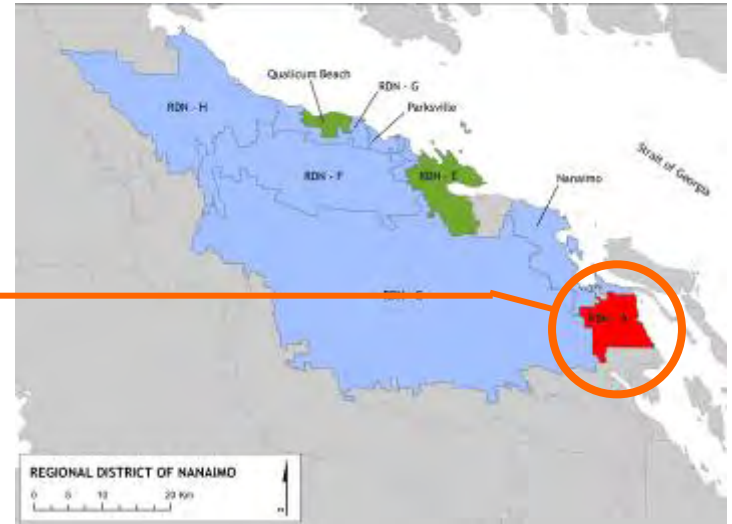 Qualicum Beach
RDN - G
RDN - H
Parksville
Strait of Georgia
RDN - F
RDN - E
Nanaimo
RDN - A
REGIONAL DISTRICT OF NANAIMO
0 5 10 20 Km